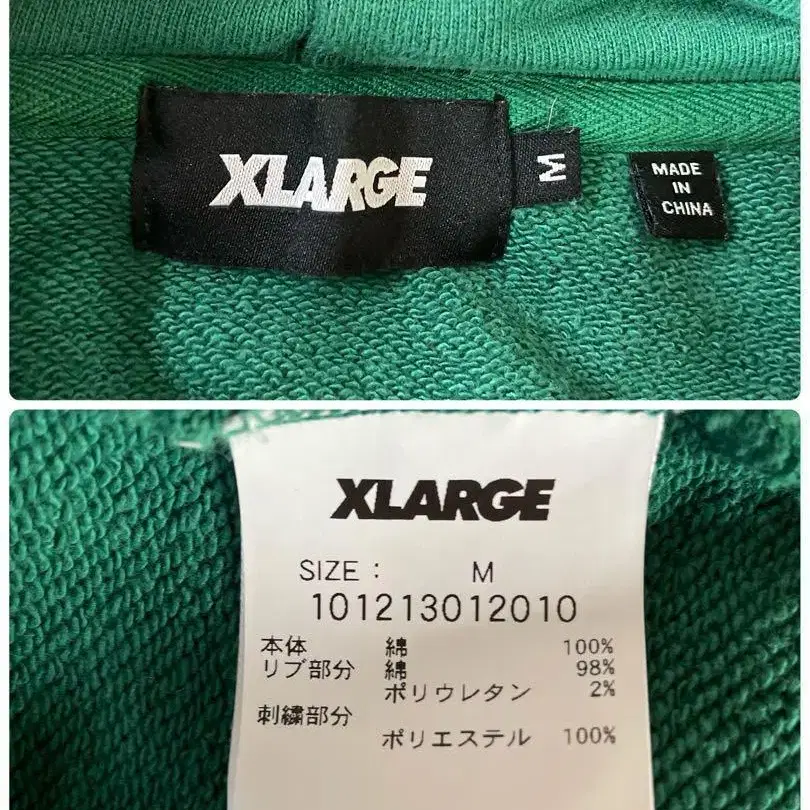 XLARGE
M
MADE
IN
CHINA
XLARGE
SIZE : M
101213012010
本体 綿 100%
リブ部分 綿 98%
ポリウレタン 2%
刺繍部分
ポリエステル 100%